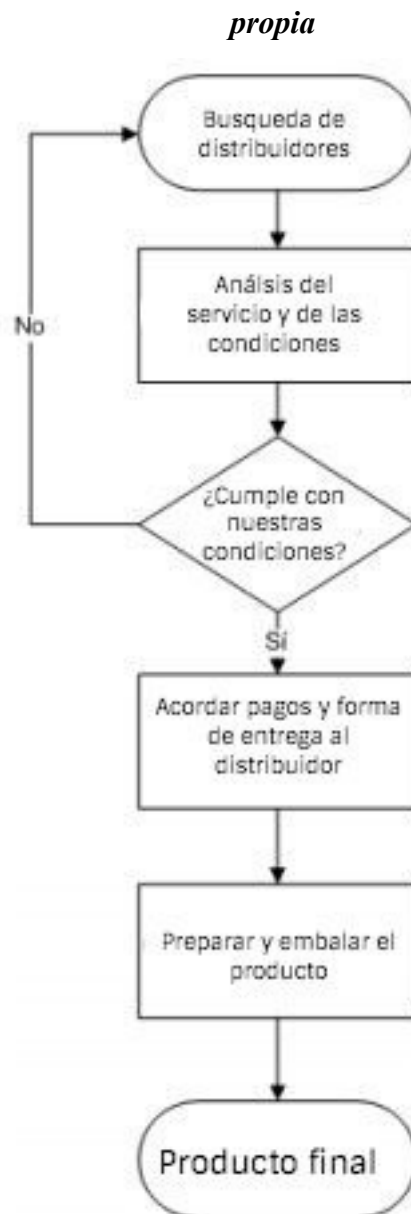 propia
Busqueda de
distribuidores
Análsis del
servicio y de las
condiciones
No
¿Cumple con
nuestras
condiciones?
Sí
Acordar pagos y forma
de entrega al
distribuidor
Preparar y embalar el
producto
Producto final